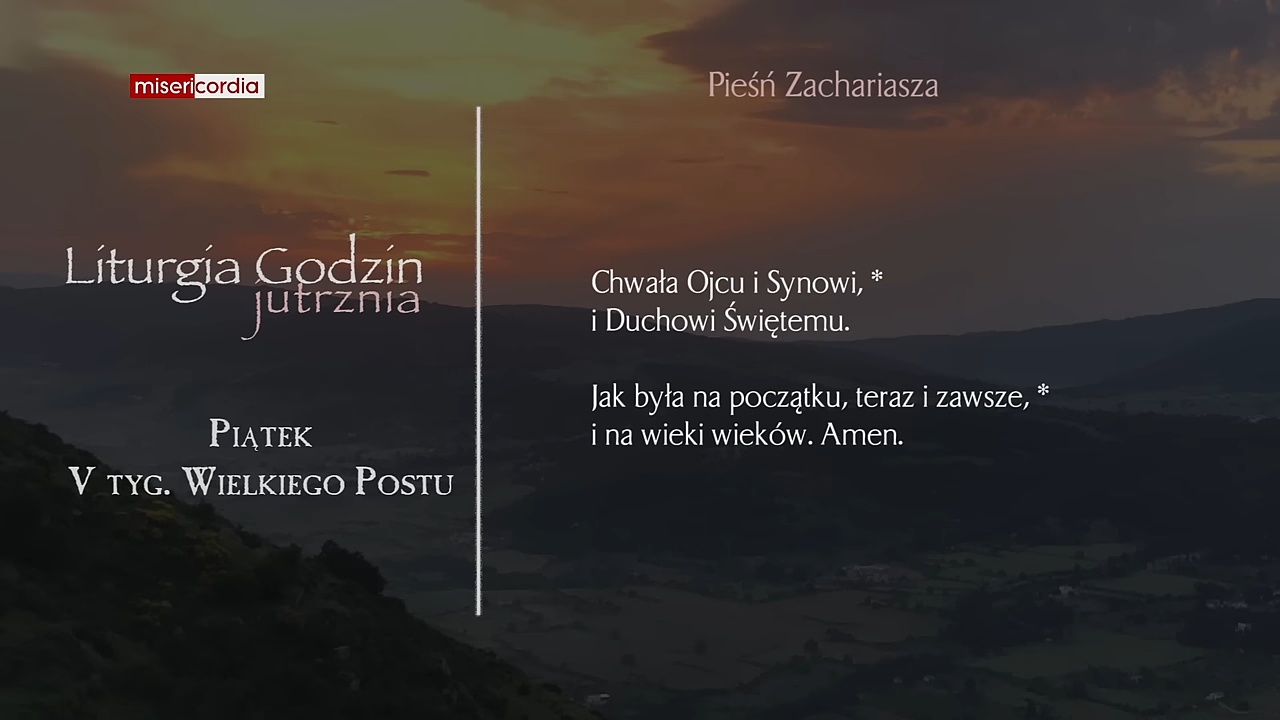 misericordia
Pieśń Zachariasza
Liturgia Godzin
jutrznia
Piątek
V tyg. Wielkiego Postu
Chwała Ojcu i Synowi, *
i Duchowi Świętemu.
Jak była na początku, teraz i zawsze, *
i na wieki wieków. Amen.